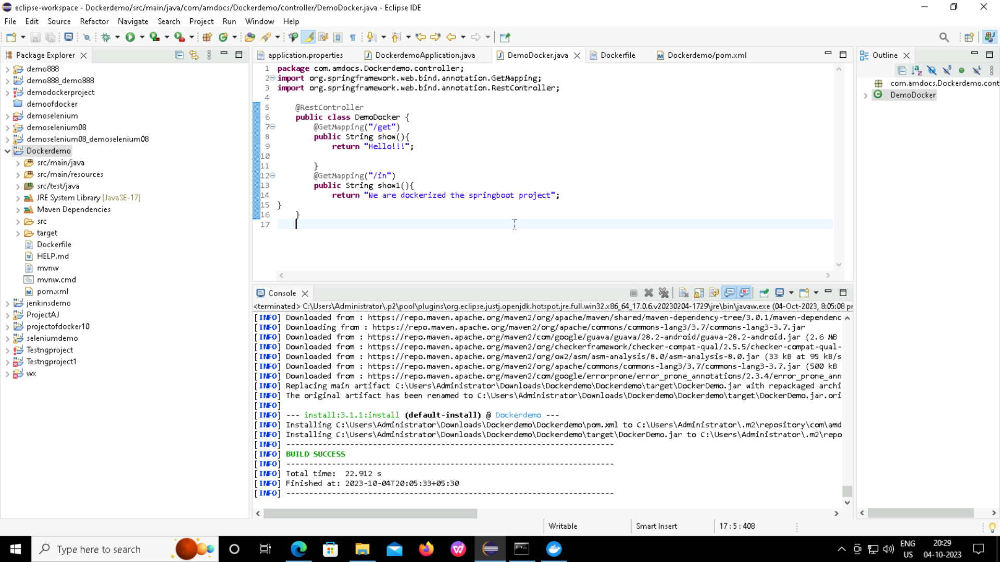 eclipse-workspace - Dockerdemo/src/main/java/com/amdocs/Dockerdemo/controller/DemoDocker.java - Eclipse IDE
File Edit Source Refactor Navigate Search Project Run Window Help
Package Explorer
demo888
demo888_demo888
demodockerproject
demoofdocker
demoselenium
demoselenium08
demoselenium08_demoselenium08
Dockerdemo
src/main/java
src/main/resources
src/test/java
JRE System Library [JavaSE-17]
Maven Dependencies
src
target
Dockerfile
HELP.md
mvnw
mvnw.cmd
pom.xml
jenkinsdemo
ProjectAJ
projectofdocker10
seleniumdemo
Testngproject
Testngproject1
wx
application.properties DockerdemoApplication.java DemoDocker.java Dockerfile Dockerdemo/pom.xml
1 package com.amdocs.Dockerdemo.controller;
2 import org.springframework.web.bind.annotation.GetMapping;
3 import org.springframework.web.bind.annotation.RestController;
4
5 @RestController
6 public class DemoDocker {
7 @GetMapping("/get")
8 public String show(){
9 return "Hello!!!";
10
11 }
12 @GetMapping("/in")
13 public String show1(){
14 return "We are dockerized the springboot project";
15 }
16 }
17
Outline
com.amdocs.Dockerdemo.cont
DemoDocker
Console
<terminated> C:\Users\Administrator\.p2\pool\plugins\org.eclipse.justj.openjdk.hotspot.jre.full.win32.x86_64_17.0.6.v20230204-1729\jre\bin\javaw.exe (04-Oct-2023, 8:05:08 pr
[INFO] Downloaded from : https://repo.maven.apache.org/maven2/org/apache/maven/shared/maven-dependency-tree/3.0.1/maven-dependenc
[INFO] Downloading from : https://repo.maven.apache.org/maven2/org/apache/commons/commons-lang3/3.7/commons-lang3-3.7.jar
[INFO] Downloaded from : https://repo.maven.apache.org/maven2/com/google/guava/guava/28.2-android/guava-28.2-android.jar (2.6 MB
[INFO] Downloaded from : https://repo.maven.apache.org/maven2/org/checkerframework/checker-compat-qual/2.5.5/checker-compat-qual-
[INFO] Downloaded from : https://repo.maven.apache.org/maven2/org/ow2/asm/asm-analysis/8.0/asm-analysis-8.0.jar (33 kB at 95 kB/s
[INFO] Downloaded from : https://repo.maven.apache.org/maven2/org/apache/commons/commons-lang3/3.7/commons-lang3-3.7.jar (500 kB
[INFO] Downloaded from : https://repo.maven.apache.org/maven2/com/google/errorprone/error_prone_annotations/2.3.4/error_prone_ann
[INFO] Replacing main artifact C:\Users\Administrator\Downloads\Dockerdemo\Dockerdemo\target\DockerDemo.jar with repackaged archi
[INFO] The original artifact has been renamed to C:\Users\Administrator\Downloads\Dockerdemo\Dockerdemo\target\DockerDemo.jar.ori
[INFO]
[INFO] --- install:3.1.1:install (default-install) @ Dockerdemo ---
[INFO] Installing C:\Users\Administrator\Downloads\Dockerdemo\Dockerdemo\pom.xml to C:\Users\Administrator\.m2\repository\com\amd
[INFO] Installing C:\Users\Administrator\Downloads\Dockerdemo\Dockerdemo\target\DockerDemo.jar to C:\Users\Administrator\.m2\repo
[INFO] ------------------------------------------------------------------------
[INFO] BUILD SUCCESS
[INFO] ------------------------------------------------------------------------
[INFO] Total time:  22.912 s
[INFO] Finished at: 2023-10-04T20:05:33+05:30
[INFO] ------------------------------------------------------------------------
Writable Smart Insert 17 : 5 : 408
Type here to search
ENG
US
20:29
04-10-2023